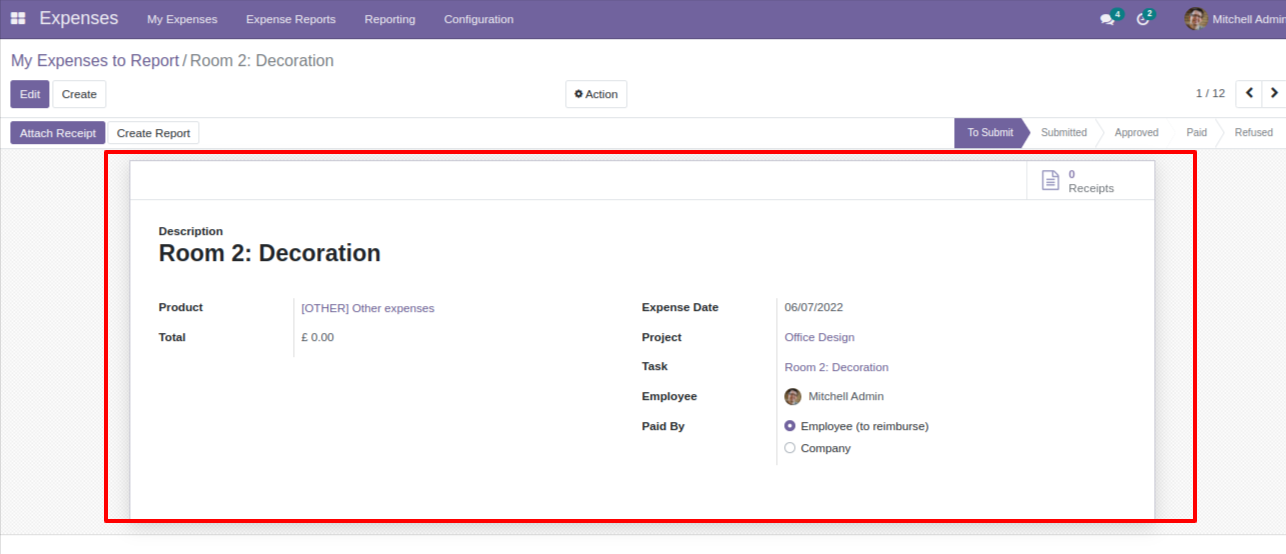 Expenses My Expenses Expense Reports Reporting Configuration 4 2 Mitchell Admin
My Expenses to Report / Room 2: Decoration
Edit Create Action 1 / 12
Attach Receipt Create Report To Submit Submitted Approved Paid Refused
0
Receipts
Description
Room 2: Decoration
Product [OTHER] Other expenses Expense Date 06/07/2022
Total £ 0.00 Project Office Design
Task Room 2: Decoration
Employee Mitchell Admin
Paid By Employee (to reimburse)
Company